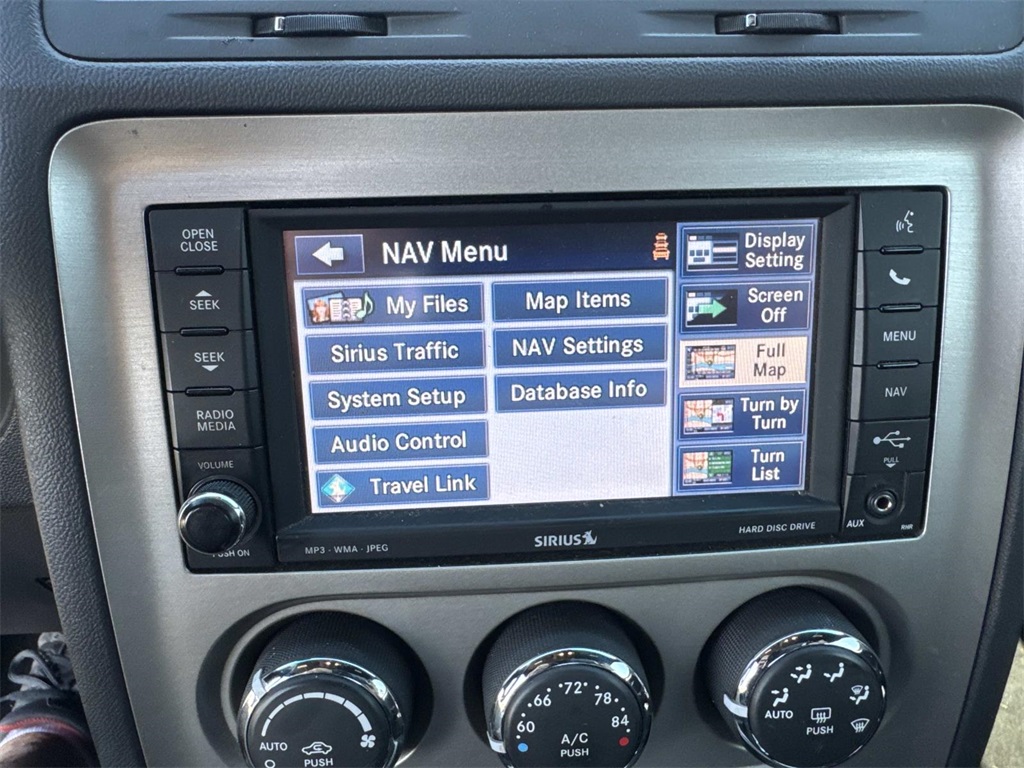 OPEN
CLOSE
SEEK
SEEK
RADIO
MEDIA
VOLUME
PUSH ON
NAV Menu
My Files
Map Items
Sirius Traffic
NAV Settings
System Setup
Database Info
Audio Control
Travel Link
Display
Setting
Screen
Off
Full
Map
Turn by
Turn
Turn
List
MENU
NAV
PULL
AUX
RHR
MP3 · WMA · JPEG
SIRIUS
HARD DISC DRIVE
AUTO
O
PUSH
60
66
72
78
84
A/C
PUSH
AUTO
PUSH